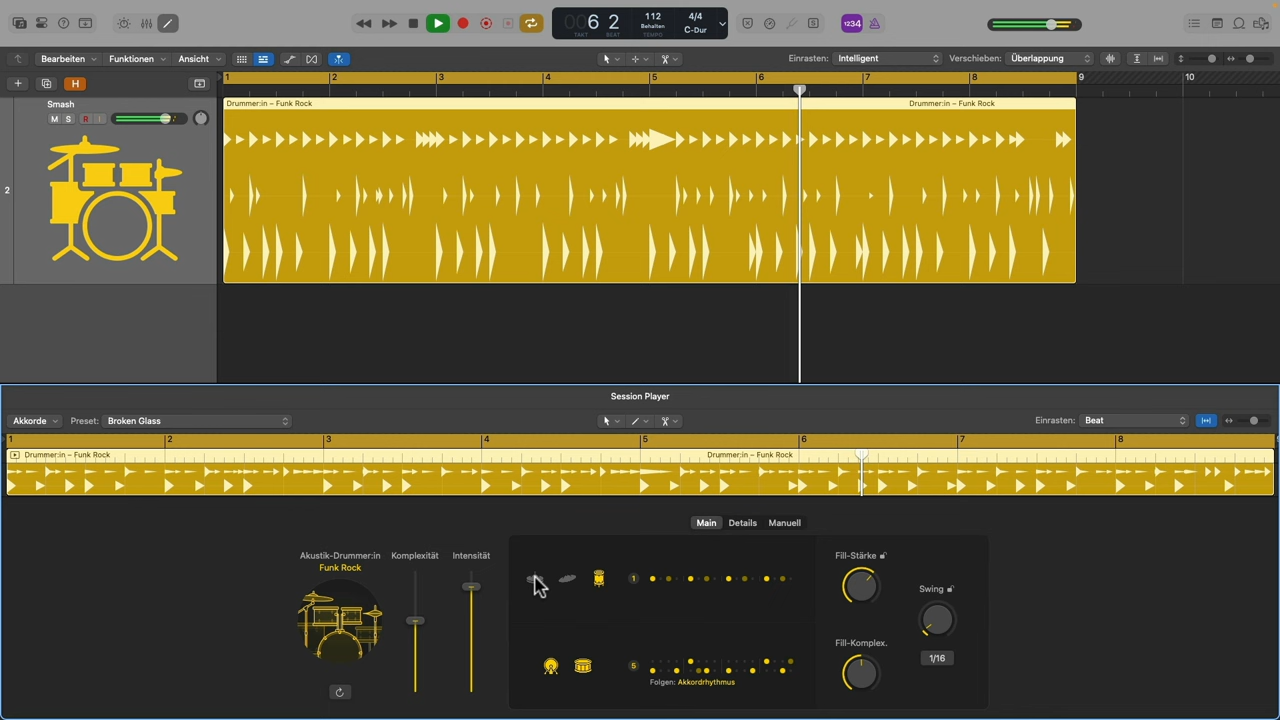 006 2
TAKT BEAT
112
Behalten
TEMPO
4/4
C-Dur
1234
Bearbeiten
Funktionen
Ansicht
Einrasten: Intelligent
Verschieben: Überlappung
H
1 2 3 4 5 6 7 8 9 10
Smash
M S R I
2
Drummer:in – Funk Rock
Drummer:in – Funk Rock
Session Player
Akkorde
Preset: Broken Glass
Einrasten: Beat
1 2 3 4 5 6 7 8 9
Drummer:in – Funk Rock
Drummer:in – Funk Rock
Main Details Manuell
Akustik-Drummer:in
Funk Rock
Komplexität
Intensität
1
5
Folgen: Akkordrhythmus
Fill-Stärke
Swing
Fill-Komplex.
1/16